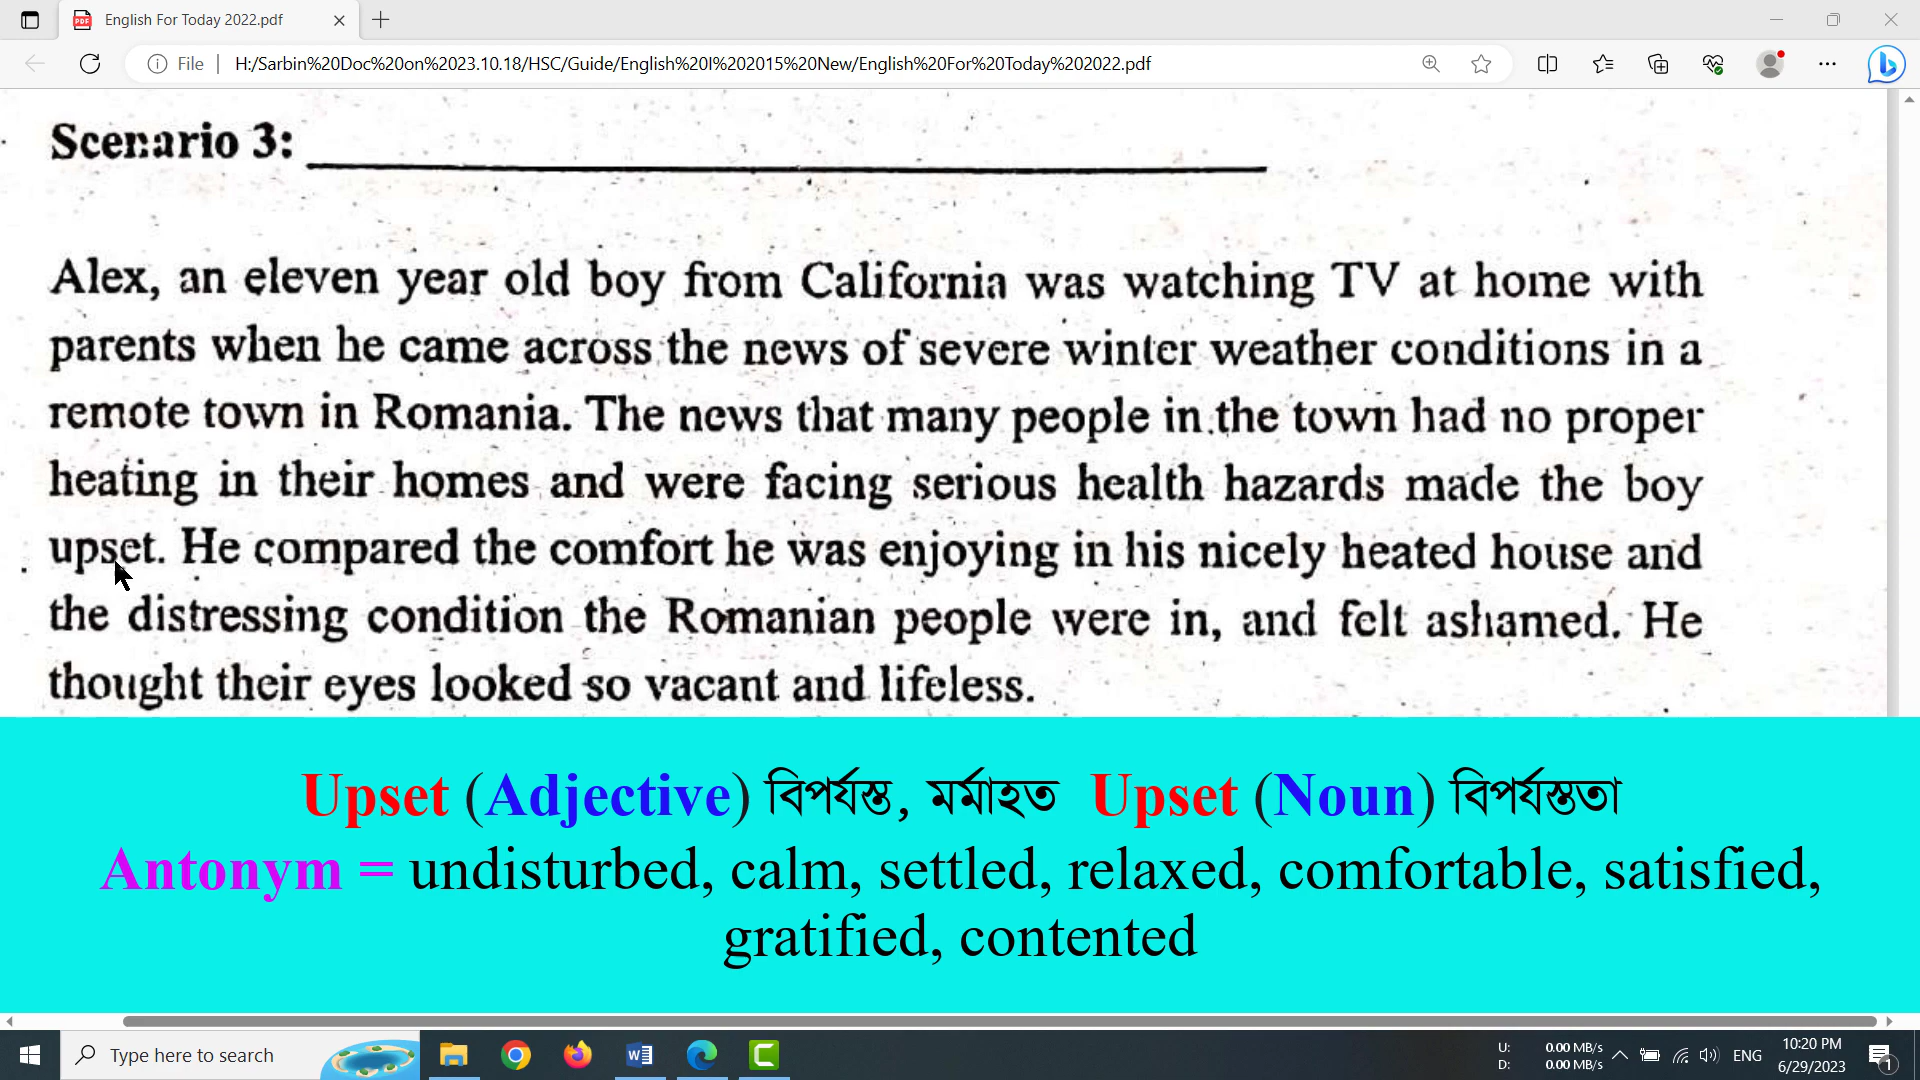 English For Today 2022.pdf
File
H:/Sarbin%20Doc%20on%2023.10.18/HSC/Guide/English%20I%202015%20New/English%20For%20Today%202022.pdf
Scenario 3:
Alex, an eleven year old boy from California was watching TV at home with
parents when he came across the news of severe winter weather conditions in a
remote town in Romania. The news that many people in the town had no proper
heating in their homes and were facing serious health hazards made the boy
upset. He compared the comfort he was enjoying in his nicely heated house and
the distressing condition the Romanian people were in, and felt ashamed. He
thought their eyes looked so vacant and lifeless.
Upset (Adjective) বিপর্যস্ত, মর্মাহত Upset (Noun) বিপর্যস্ততা
Antonym = undisturbed, calm, settled, relaxed, comfortable, satisfied,
gratified, contented
Type here to search
U: 0.00 MB/s
D: 0.00 MB/s
ENG
10:20 PM
6/29/2023
1